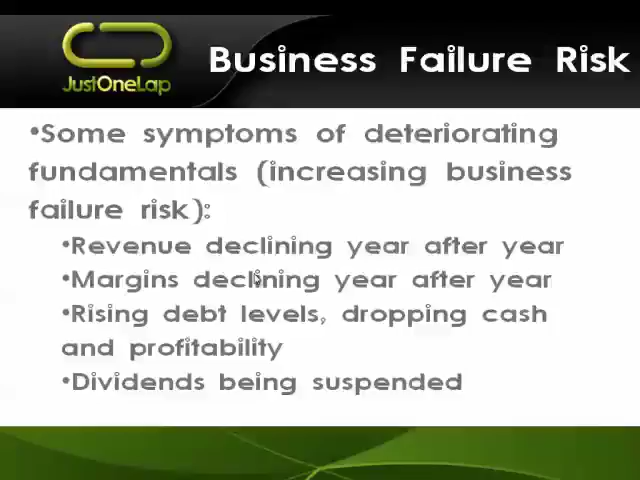 JustOneLap
Business Failure Risk
•Some symptoms of deteriorating
fundamentals (increasing business
failure risk):
•Revenue declining year after year
•Margins declining year after year
•Rising debt levels, dropping cash
and profitability
•Dividends being suspended